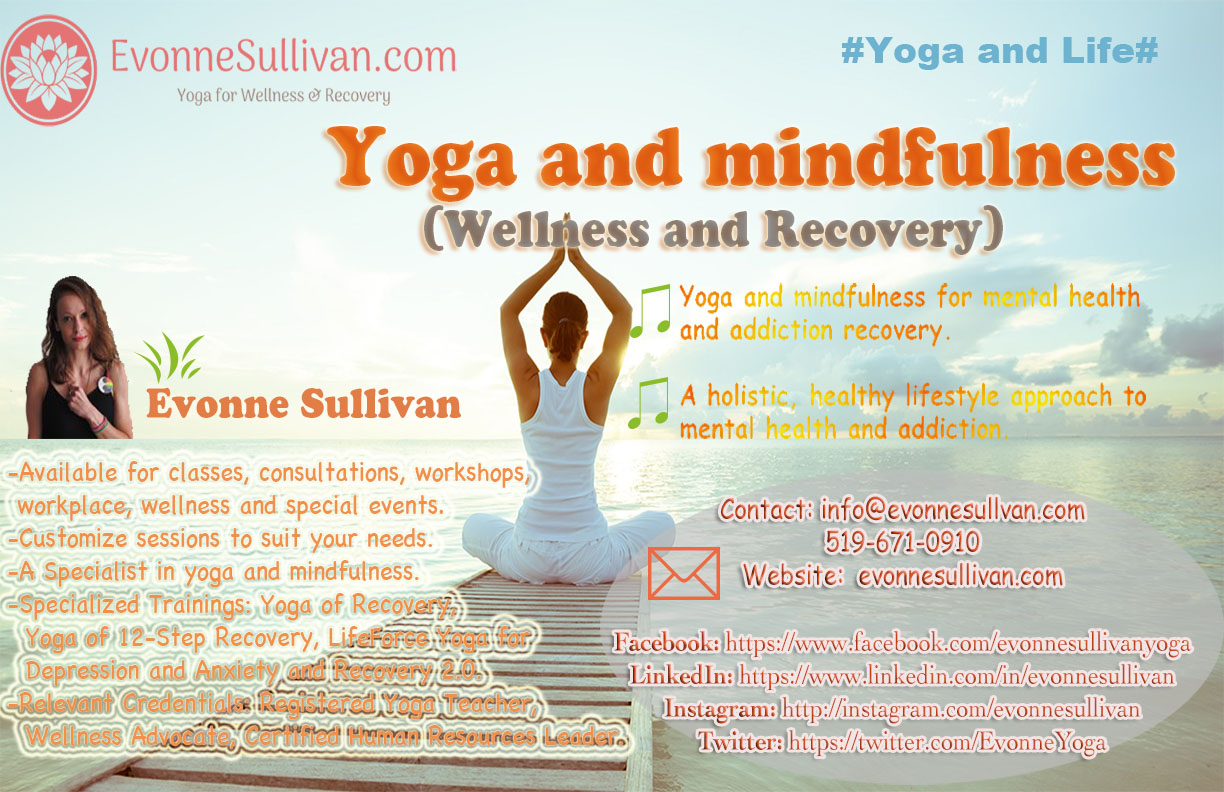 EvonneSullivan.com
Yoga for Wellness & Recovery
#Yoga and Life#
Yoga and mindfulness
(Wellness and Recovery)
Yoga and mindfulness for mental health
and addiction recovery.
A holistic, healthy lifestyle approach to
mental health and addiction.
Evonne Sullivan
-Available for classes, consultations, workshops,
workplace, wellness and special events.
-Customize sessions to suit your needs.
-A Specialist in yoga and mindfulness.
-Specialized Trainings: Yoga of Recovery,
Yoga of 12-Step Recovery, LifeForce Yoga for
Depression and Anxiety and Recovery 2.0.
-Relevant Credentials: Registered Yoga Teacher,
Wellness Advocate, Certified Human Resources Leader.
Contact: info@evonnesullvan.com
519-671-0910
Website: evonnesullivan.com
Facebook: https://www.facebook.com/evonnesullivanyoga
LinkedIn: https://www.linkedin.com/in/evonnesullivan
Instagram: http://instagram.com/evonnesullivan
Twitter: https://twitter.com/EvonneYoga